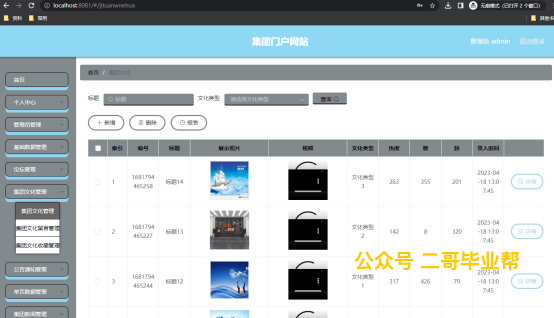 localhost:8081/#/jituanwenhua
无痕模式 (已打开 2 个窗口)
资料 常用 其他书
集团门户网站
管理员 admin 退出登录
首页
个人中心
管理员管理
基础数据管理
论坛管理
集团文化管理
集团文化管理
集团文化留言管理
集团文化收藏管理
公告通知管理
单页数据管理
集团新闻管理
首页 / 集团文化
标题 标题 文化类型 请选择文化类型 查询
+ 新增 删除 报表
索引 编号 标题 展示图片 视频 文化类型 热度 赞 踩 录入时间
1 1681794465258 标题14 文化类型3 263 355 201 2023-04-18 13:07:45 详情
2 1681794465227 标题13 文化类型2 142 8 320 2023-04-18 13:07:45 详情
3 1681794465244 标题12 文化类型1 317 426 79 2023-04-18 13:07:45 详情
公众号 二哥毕业帮